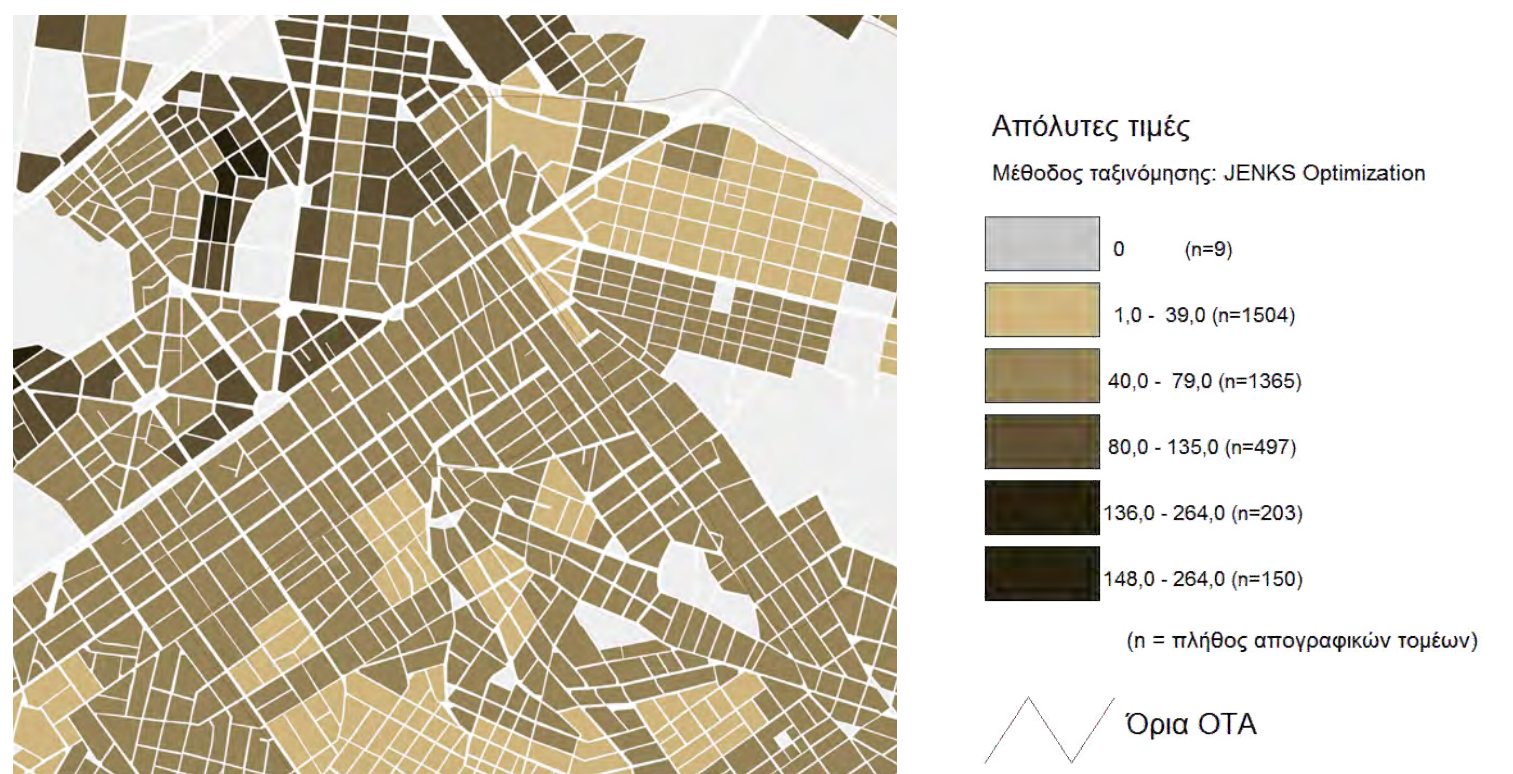 Απόλυτες τιμές
Μέθοδος ταξινόμησης: JENKS Optimization
0 (n=9)
1,0 - 39,0 (n=1504)
40,0 - 79,0 (n=1365)
80,0 - 135,0 (n=497)
136,0 - 264,0 (n=203)
148,0 - 264,0 (n=150)
(n = πλήθος απογραφικών τομέων)
Όρια ΟΤΑ